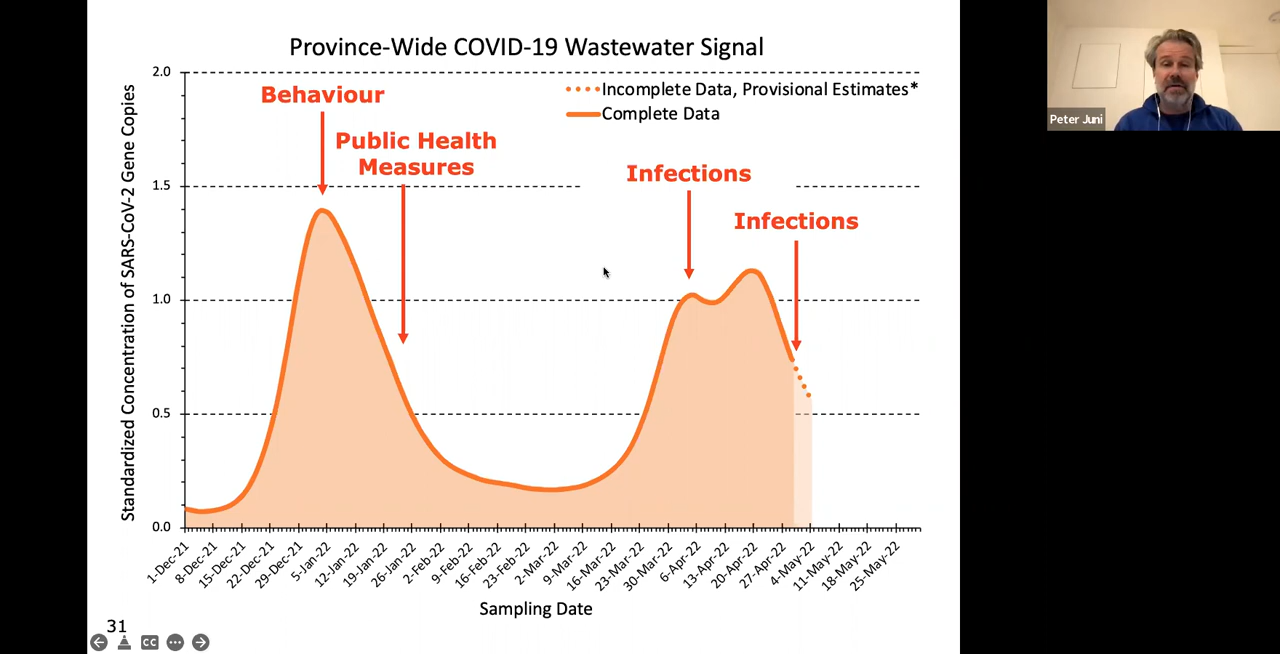 Province-Wide COVID-19 Wastewater Signal
Standardized Concentration of SARS-CoV-2 Gene Copies
2.0
1.5
1.0
0.5
0.0
Behaviour
Public Health
Measures
Infections
Infections
Incomplete Data, Provisional Estimates*
Complete Data
1-Dec-21
8-Dec-21
15-Dec-21
22-Dec-21
29-Dec-21
5-Jan-22
12-Jan-22
19-Jan-22
26-Jan-22
2-Feb-22
9-Feb-22
16-Feb-22
23-Feb-22
2-Mar-22
9-Mar-22
16-Mar-22
23-Mar-22
30-Mar-22
6-Apr-22
13-Apr-22
20-Apr-22
27-Apr-22
4-May-22
11-May-22
18-May-22
25-May-22
Sampling Date
31
CC
Peter Juni